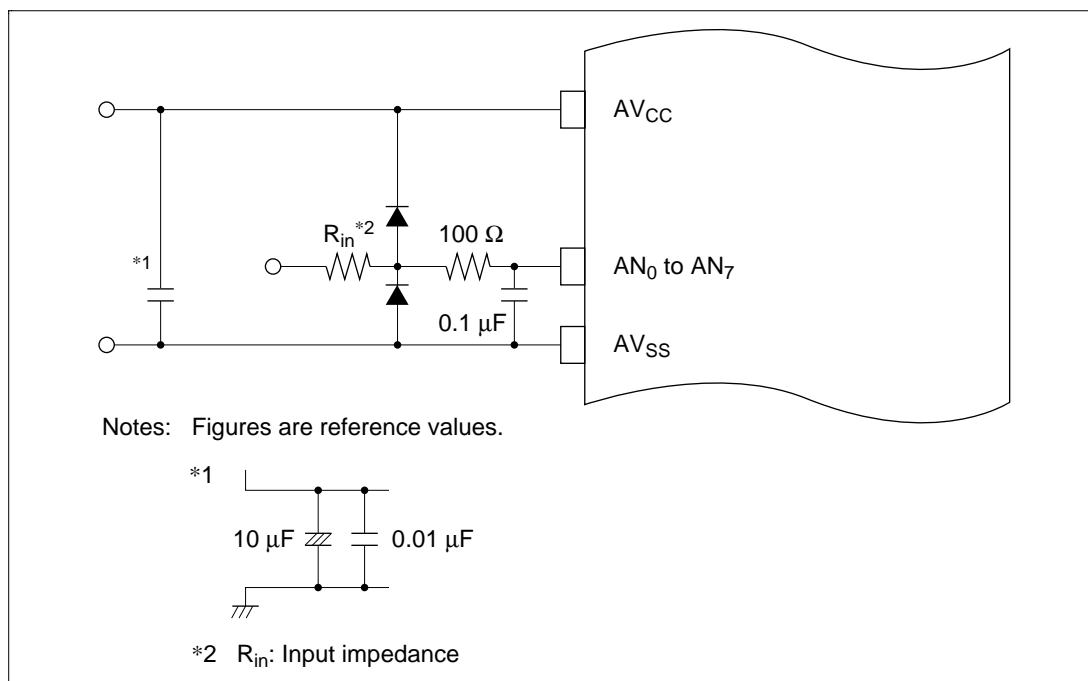 AVCC
Rin*2
100 Ω
*1
AN0 to AN7
0.1 μF
AVSS
Notes: Figures are reference values.
*1
10 μF
0.01 μF
*2 Rin: Input impedance